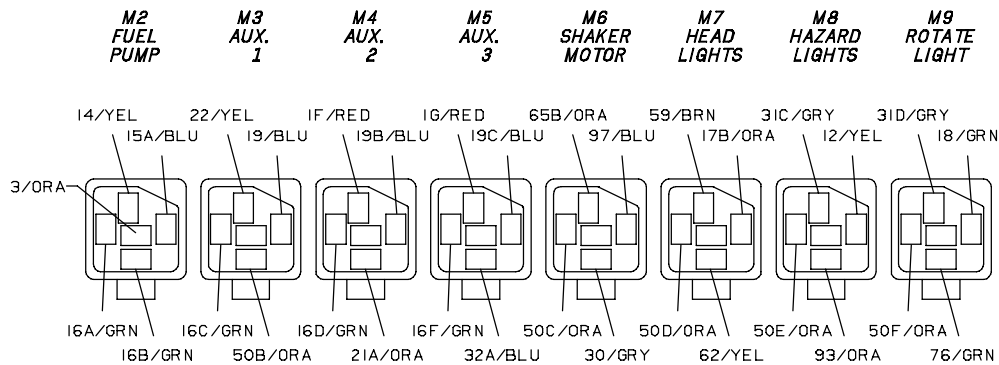 M2 M3 M4 M5 M6 M7 M8 M9
FUEL AUX. AUX. AUX. SHAKER HEAD HAZARD ROTATE
PUMP 1 2 3 MOTOR LIGHTS LIGHTS LIGHT
14/YEL 22/YEL 1F/RED 1G/RED 65B/ORA 59/BRN 31C/GRY 31D/GRY
15A/BLU 19/BLU 19B/BLU 19C/BLU 97/BLU 17B/ORA 12/YEL 18/GRN
3/ORA
16A/GRN 16C/GRN 16D/GRN 16F/GRN 50C/ORA 50D/ORA 50E/ORA 50F/ORA
16B/GRN 50B/ORA 21A/ORA 32A/BLU 30/GRY 62/YEL 93/ORA 76/GRN